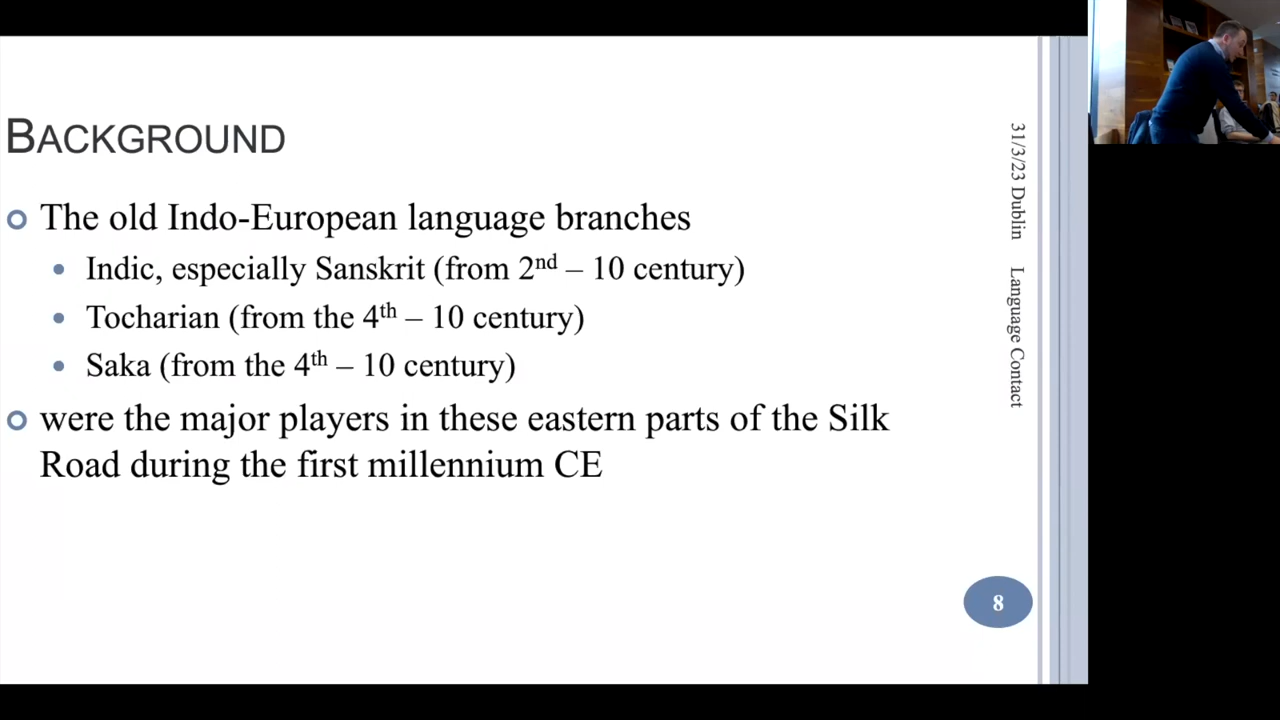 BACKGROUND
The old Indo-European language branches
Indic, especially Sanskrit (from 2nd – 10 century)
Tocharian (from the 4th – 10 century)
Saka (from the 4th – 10 century)
were the major players in these eastern parts of the Silk
Road during the first millennium CE
31/3/23 Dublin Language Contact
8